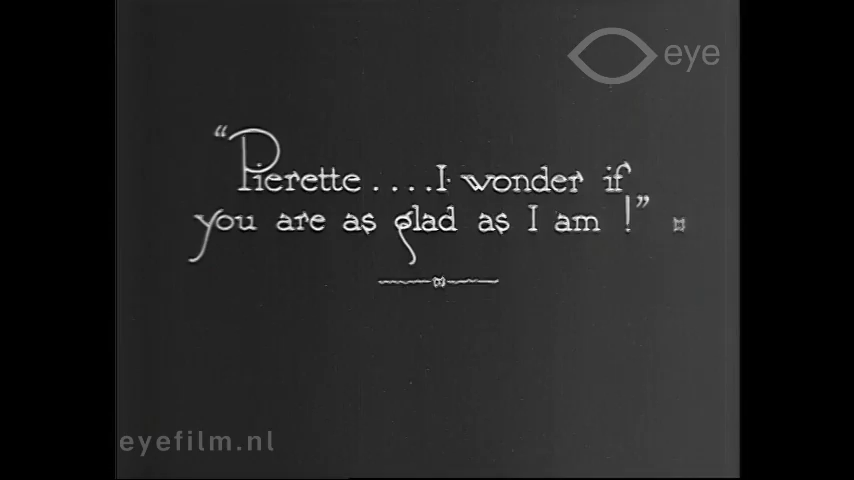 eye
“Pierette....I wonder if
you are as glad as I am!”
eyefilm.nl